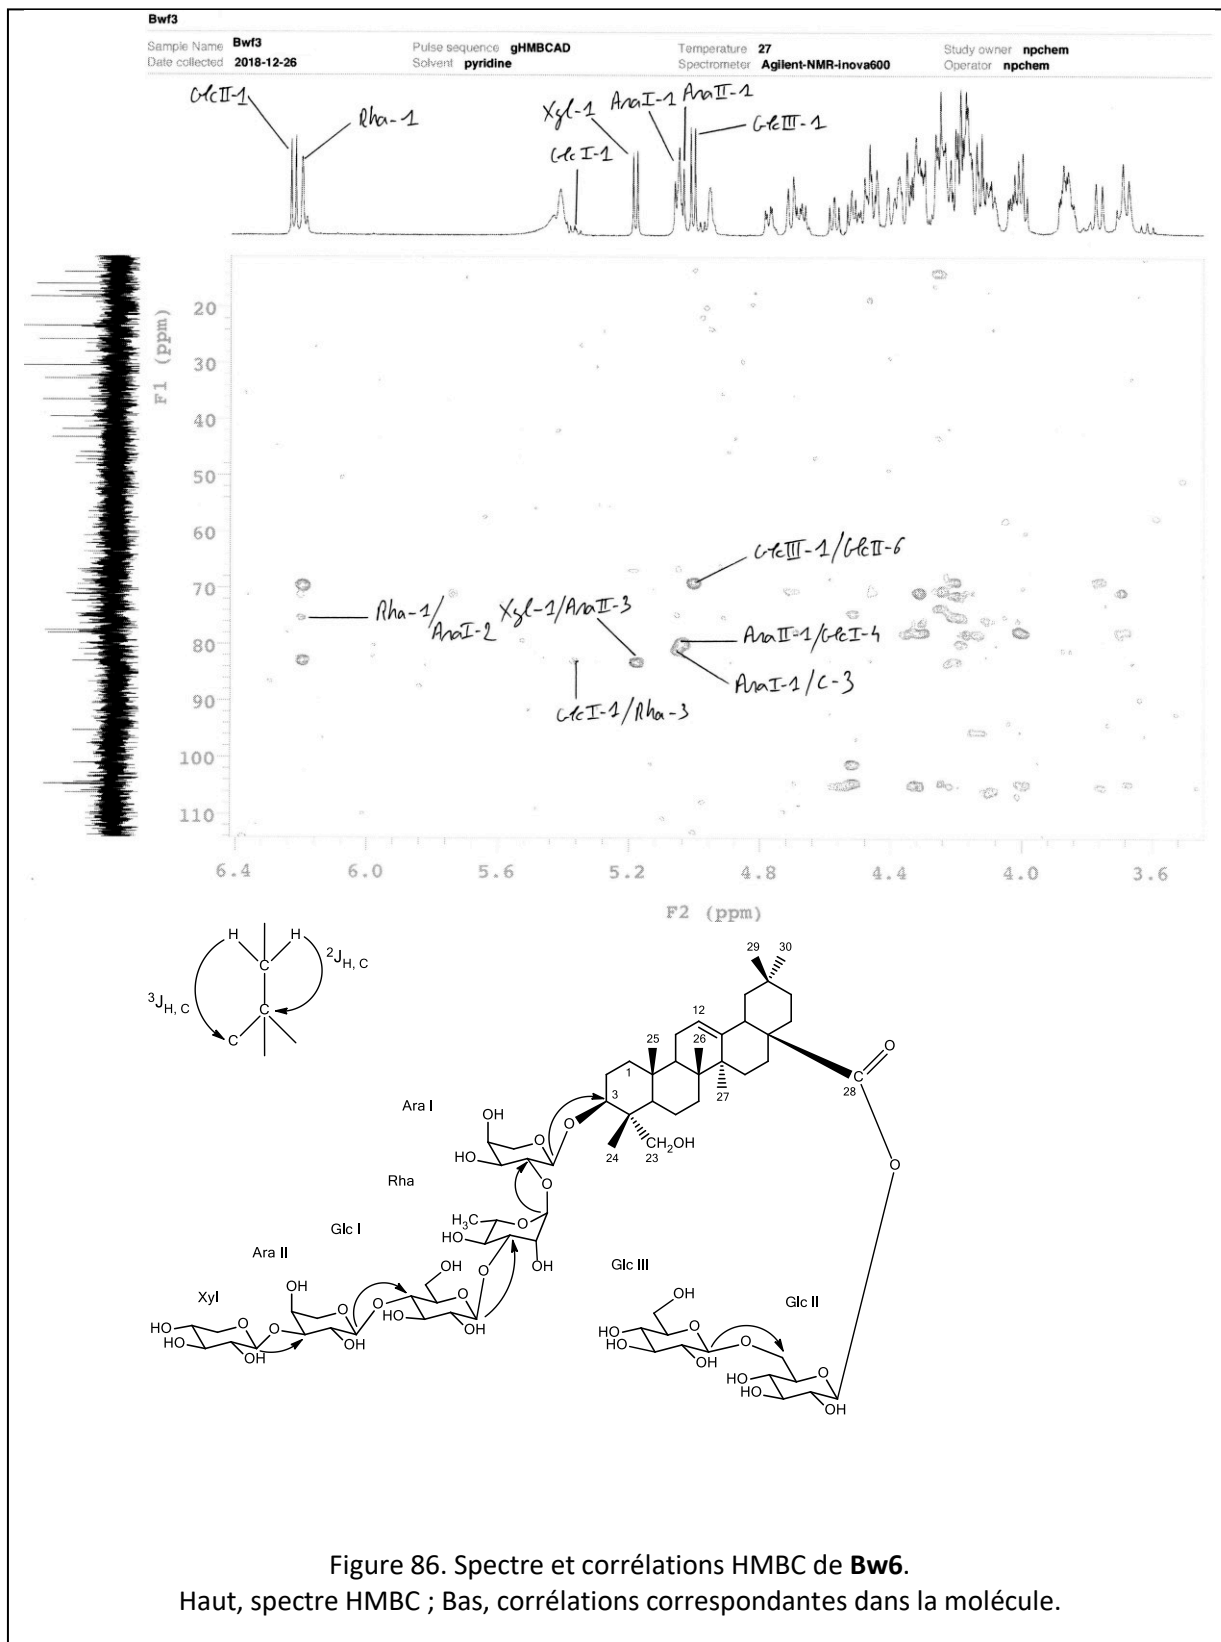 Bwf3
Sample Name Bwf3 Pulse sequence gHMBCAD Temperature 27 Study owner npchem
Date collected 2018-12-26 Solvent pyridine Spectrometer Agilent-NMR-inova600 Operator npchem
GlcII-1
Rha-1
Xyl-1
GlcI-1
AraI-1
AraII-1
GlcIII-1
F1 (ppm)
20
30
40
50
60
70
80
90
100
110
GlcIII-1/GlcII-6
Rha-1/AraI-2
Xyl-1/AraII-3
AraII-1/GlcI-4
AraI-1/C-3
GlcI-1/Rha-3
6.4 6.0 5.6 5.2 4.8 4.4 4.0 3.6
F2 (ppm)
H H
C
C
C
2JH, C
3JH, C
29 30
12
25 26
1
3
27
28
C
O
O
O
CH2OH
24 23
Ara I
OH
O
HO
HO
O
Rha
H3C
O
HO
O
OH
Glc I
OH
O
O
HO
OH
Ara II
OH
O
O
OH
Xyl
HO
HO
HO
O
OH
O
Glc III
OH
HO
HO
HO
O
OH
O
Glc II
HO
HO
HO
O
OH
Figure 86. Spectre et corrélations HMBC de Bw6.
Haut, spectre HMBC ; Bas, corrélations correspondantes dans la molécule.